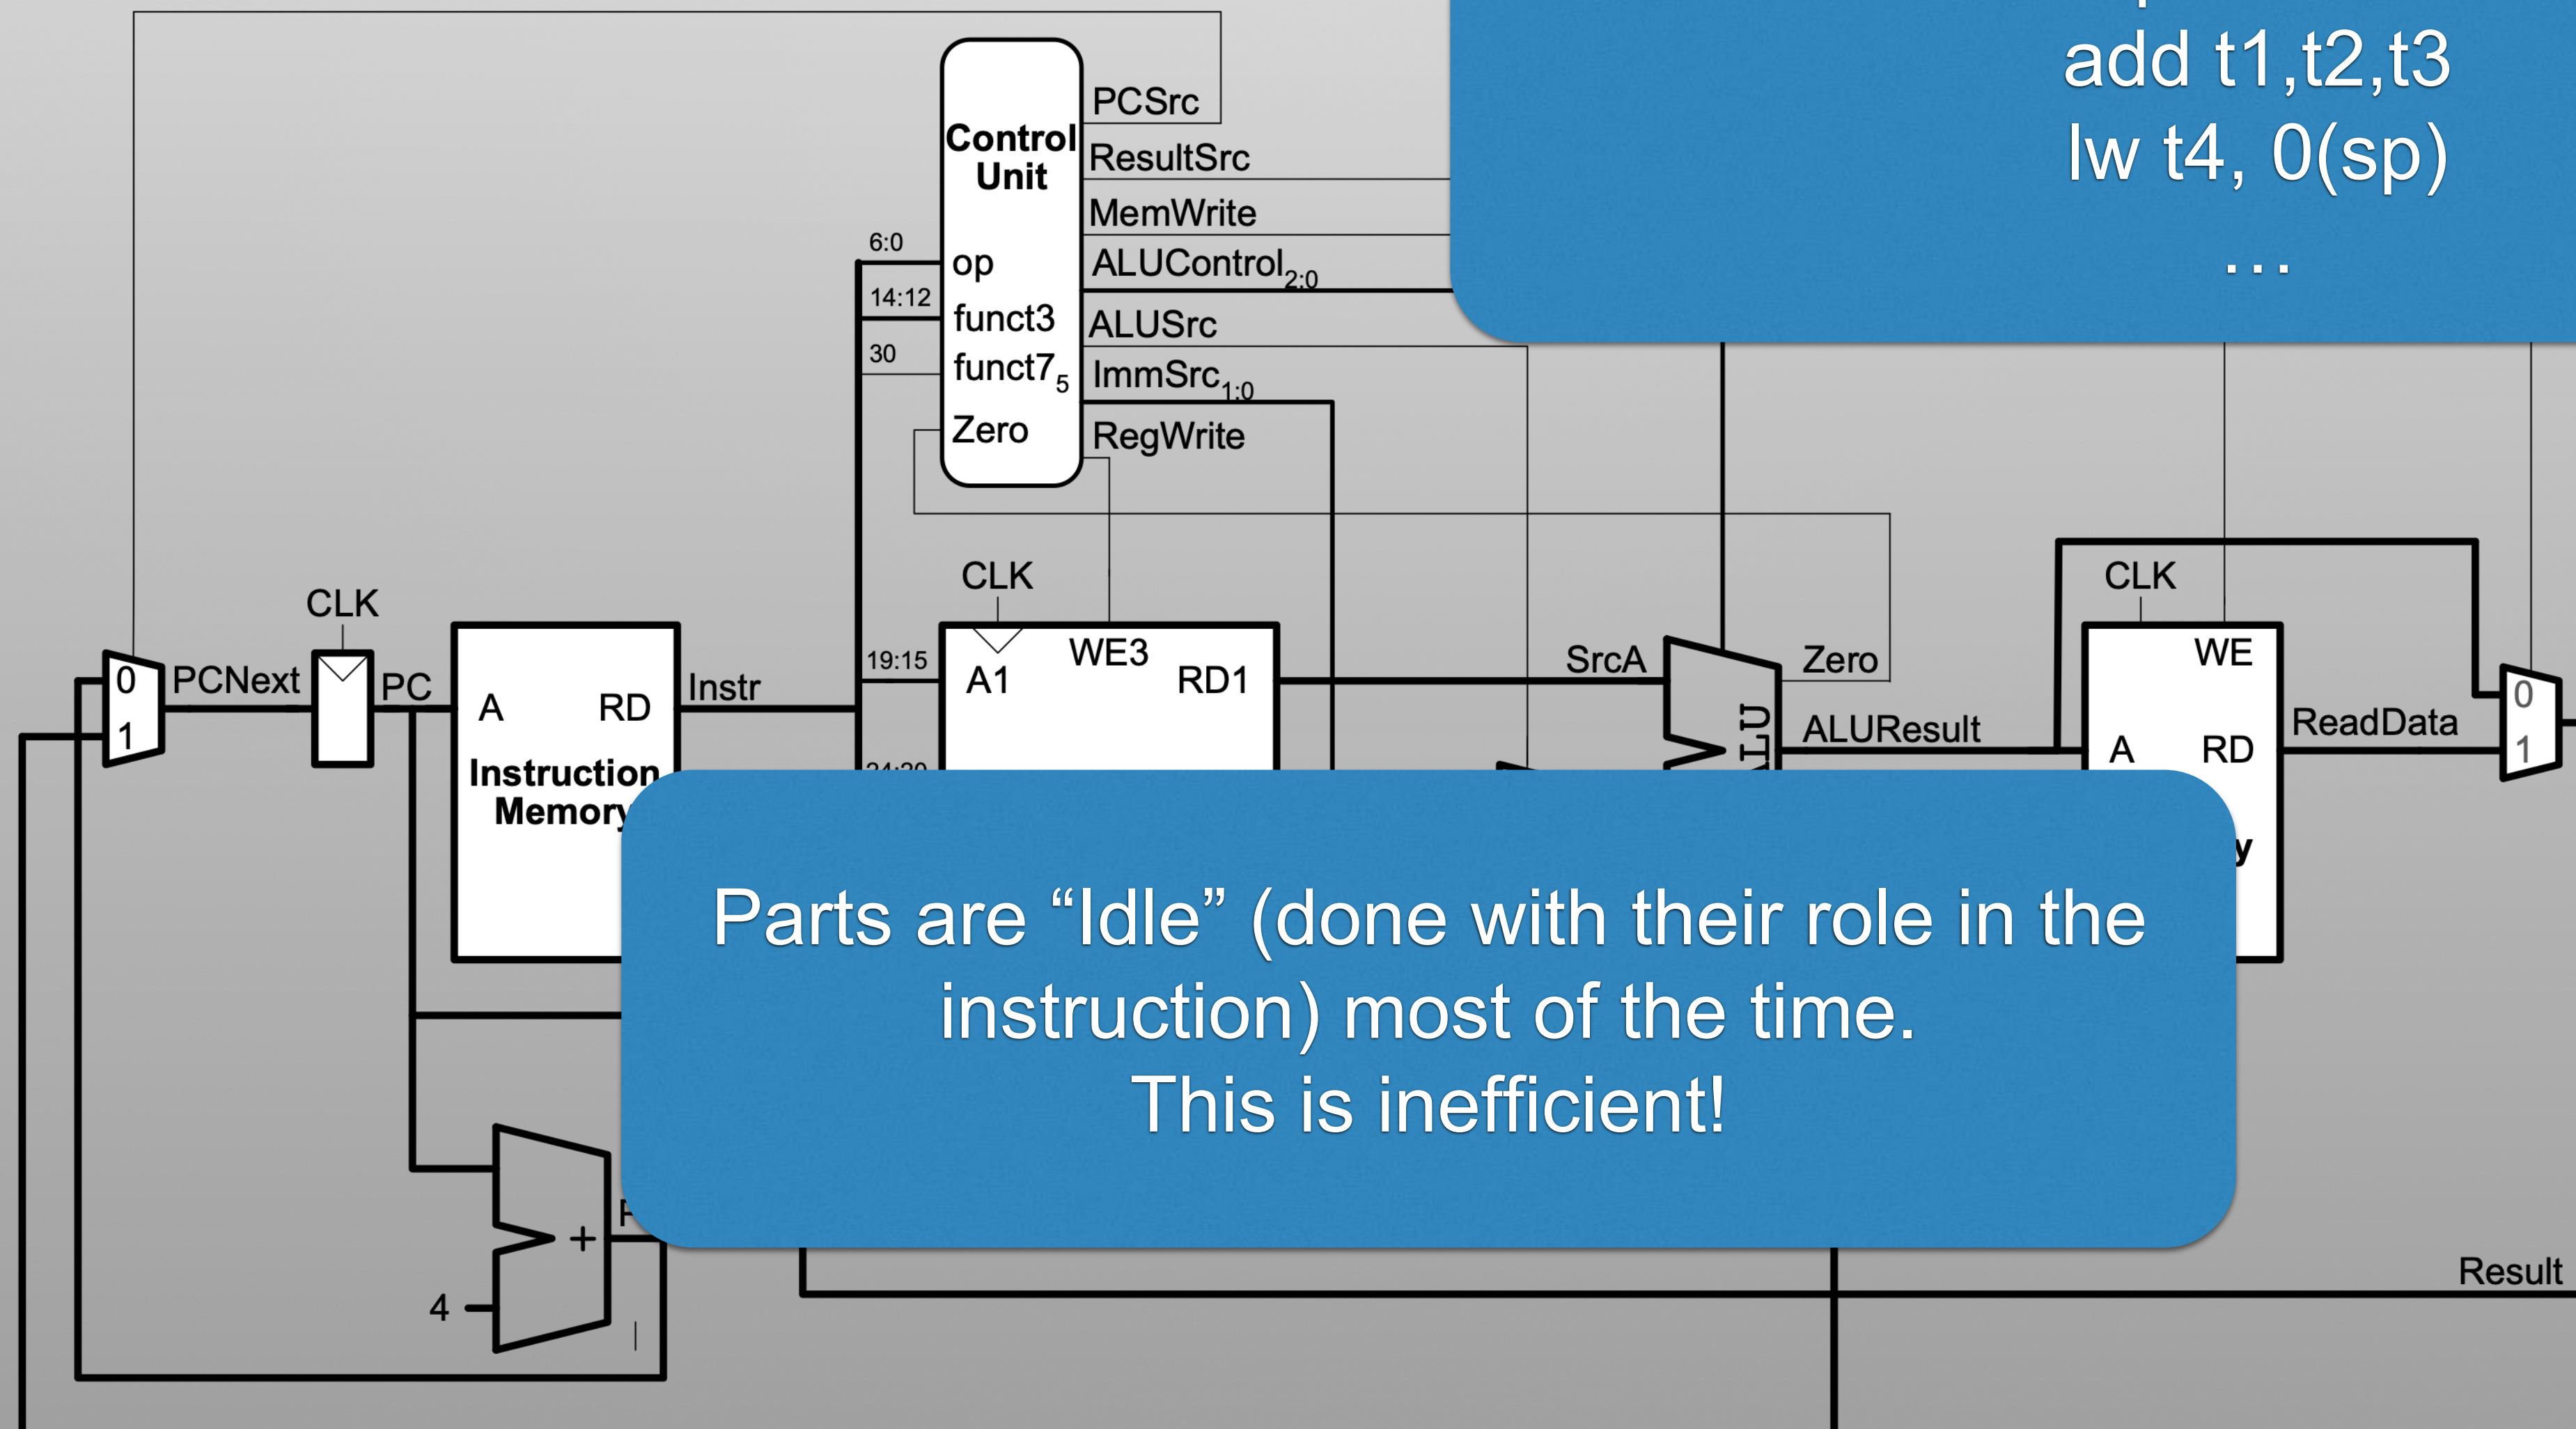 add t1,t2,t3
lw t4, 0(sp)
...
PCSrc
Control
Unit
ResultSrc
MemWrite
6:0
op
ALUControl2:0
14:12
funct3
ALUSrc
30
funct75
ImmSrc1:0
Zero
RegWrite
CLK
CLK
CLK
0
1
PCNext
PC
A
RD
Instruction
Memory
Instr
19:15
A1
WE3
RD1
SrcA
ALU
Zero
ALUResult
WE
A
RD
ReadData
0
1
Parts are “Idle” (done with their role in the
instruction) most of the time.
This is inefficient!
+
4
Result